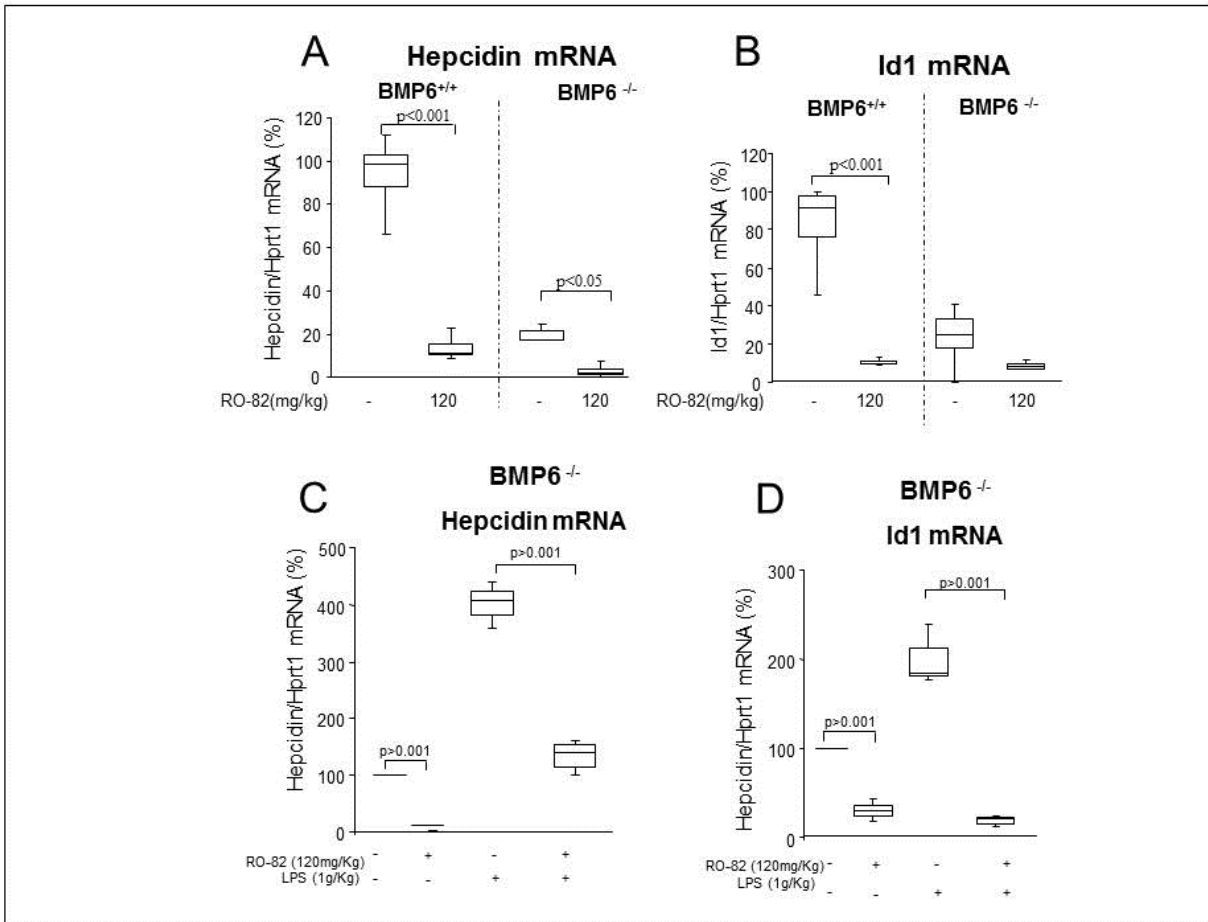 A
Hepcidin mRNA
BMP6+/+
BMP6 -/-
p<0.001
p<0.05
Hepcidin/Hprt1 mRNA (%)
120
100
80
60
40
20
0
RO-82(mg/kg) - 120 - 120
B
Id1 mRNA
BMP6+/+
BMP6 -/-
p<0.001
Id1/Hprt1 mRNA (%)
120
100
80
60
40
20
0
RO-82(mg/kg) - 120 - 120
C
BMP6 -/-
Hepcidin mRNA
p>0.001
p>0.001
Hepcidin/Hprt1 mRNA (%)
500
400
300
200
100
0
RO-82 (120mg/Kg) - + - +
LPS (1g/Kg) - - + +
D
BMP6 -/-
Id1 mRNA
p>0.001
p>0.001
Hepcidin/Hprt1 mRNA (%)
300
200
100
0
RO-82 (120mg/Kg) - + - +
LPS (1g/Kg) - - + +